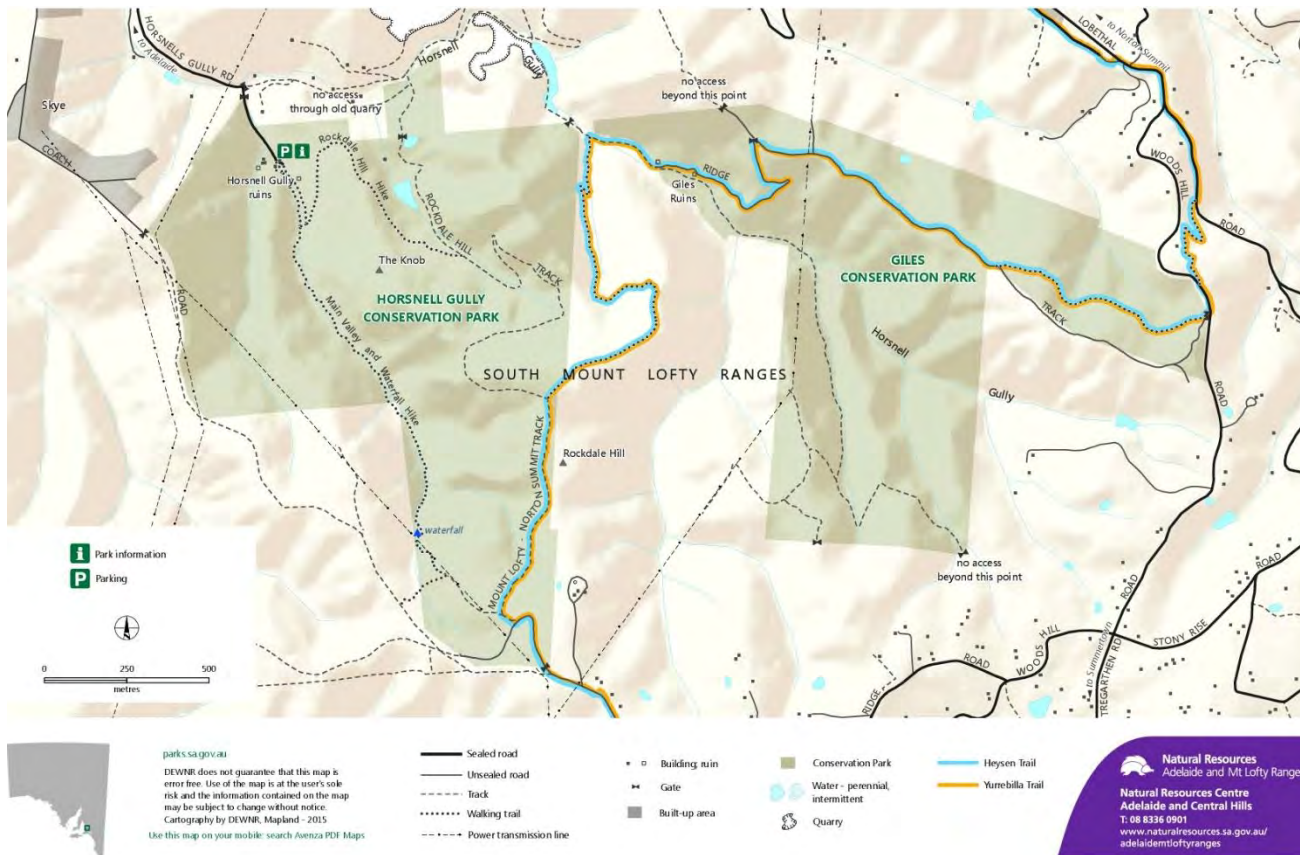 HORSNELLS GULLY RD
to Adelaide
Skye
COACH
ROAD
no access
through old quarry
Horsnell
Gully
P i
Horsnell Gully
ruins
Rockdale Hill Hike
ROCKDALE HILL
TRACK
The Knob
HORSNELL GULLY
CONSERVATION PARK
Main Valley and Waterfall Hike
waterfall
MOUNT LOFTY - NORTON SUMMIT TRACK
Rockdale Hill
SOUTH MOUNT LOFTY RANGES
no access
beyond this point
RIDGE
Giles
Ruins
GILES
CONSERVATION PARK
TRACK
Horsnell
Gully
no access
beyond this point
to Norton Summit
LOBETHAL
ROAD
WOODS HILL
ROAD
ROAD
TREGARTHEN RD
to Summertown
RIDGE
ROAD
WOODS HILL
ROAD
STONY RISE
i Park information
P Parking
0 250 500
metres
parks.sa.gov.au
DEWNR does not guarantee that this map is
error free. Use of the map is at the user's sole
risk and the information contained on the map
may be subject to change without notice.
Cartography by DEWNR, Mapland - 2015
Use this map on your mobile: search Avenza PDF Maps
Sealed road
Unsealed road
Track
Walking trail
Power transmission line
Building; ruin
Gate
Built-up area
Conservation Park
Water - perennial,
intermittent
Quarry
Heysen Trail
Yurrebilla Trail
Natural Resources
Adelaide and Mt Lofty Range
Natural Resources Centre
Adelaide and Central Hills
T: 08 8336 0901
www.naturalresources.sa.gov.au/
adelaidemtloftyranges